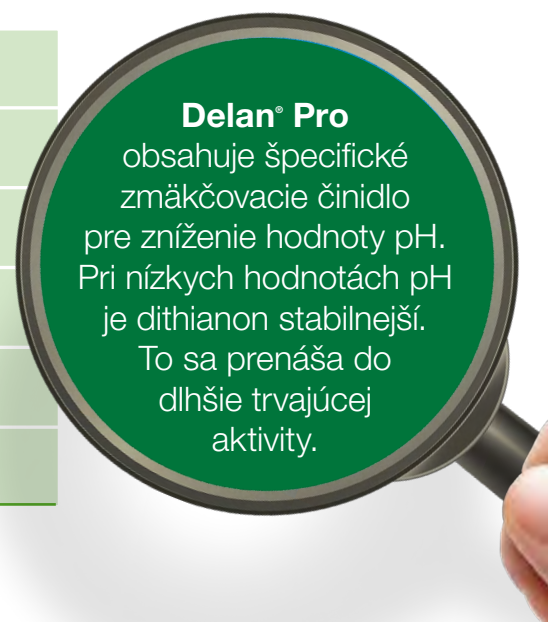 Delan® Pro
obsahuje špecifické
zmäkčovacie činidlo
pre zníženie hodnoty pH.
Pri nízkych hodnotách pH
je dithianon stabilnejší.
To sa prenáša do
dlhšie trvajúcej
aktivity.